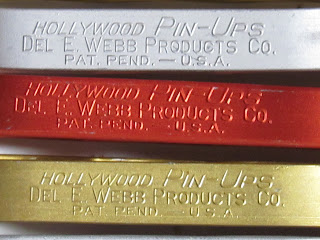 HOLLYWOOD PIN-UPS
DEL E. WEBB PRODUCTS CO.
PAT. PEND. — U.S.A.
HOLLYWOOD PIN-UPS
DEL E. WEBB PRODUCTS CO.
PAT. PEND. — U.S.A.
HOLLYWOOD PIN-UPS
DEL E. WEBB PRODUCTS CO.
PAT. PEND. — U.S.A.